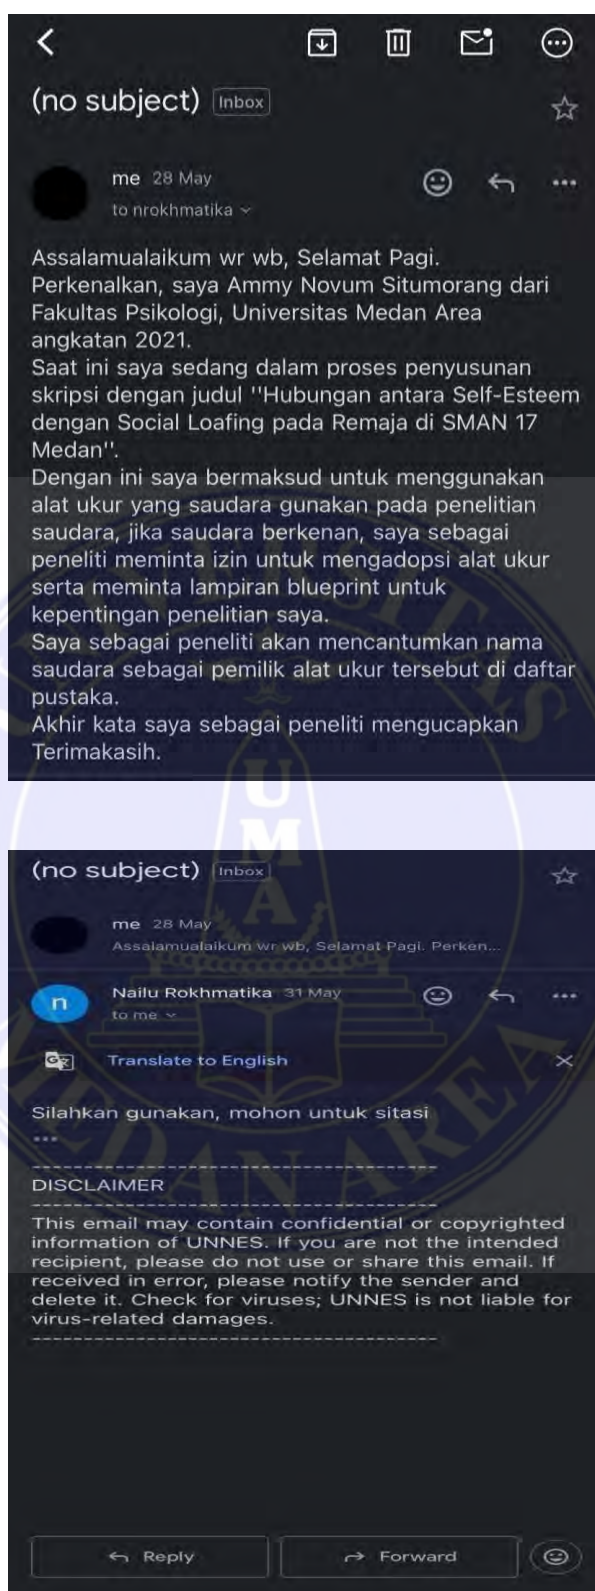 (no subject) Inbox
me 28 May
to nrokhmatika
Assalamualaikum wr wb, Selamat Pagi.
Perkenalkan, saya Ammy Novum Situmorang dari
Fakultas Psikologi, Universitas Medan Area
angkatan 2021.
Saat ini saya sedang dalam proses penyusunan
skripsi dengan judul ''Hubungan antara Self-Esteem
dengan Social Loafing pada Remaja di SMAN 17
Medan''.
Dengan ini saya bermaksud untuk menggunakan
alat ukur yang saudara gunakan pada penelitian
saudara, jika saudara berkenan, saya sebagai
peneliti meminta izin untuk mengadopsi alat ukur
serta meminta lampiran blueprint untuk
kepentingan penelitian saya.
Saya sebagai peneliti akan mencantumkan nama
saudara sebagai pemilik alat ukur tersebut di daftar
pustaka.
Akhir kata saya sebagai peneliti mengucapkan
Terimakasih.
UNIVERSITAS MEDAN AREA
UMA
(no subject) Inbox
me 28 May
Assalamualaikum wr wb, Selamat Pagi. Perken...
n
Nailu Rokhmatika 31 May
to me
Translate to English
Silahkan gunakan, mohon untuk sitasi
----------------------------------------
DISCLAIMER
----------------------------------------
This email may contain confidential or copyrighted
information of UNNES. If you are not the intended
recipient, please do not use or share this email. If
received in error, please notify the sender and
delete it. Check for viruses; UNNES is not liable for
virus-related damages.
----------------------------------------
Reply
Forward